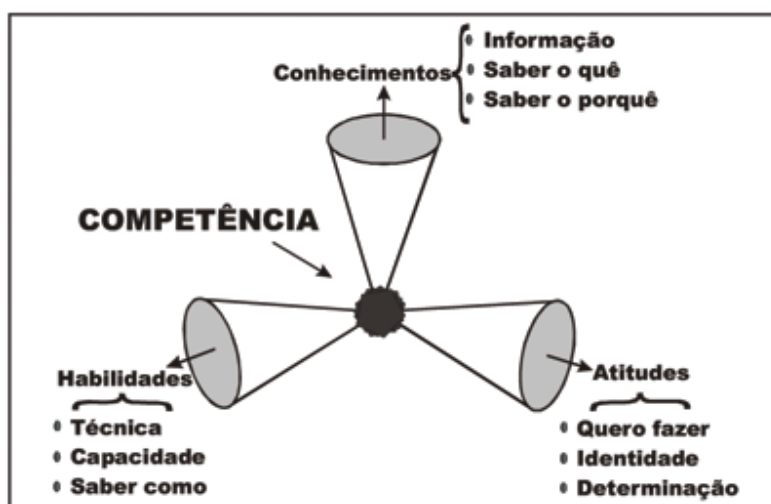 Conhecimentos
Informação
Saber o quê
Saber o porquê
COMPETÊNCIA
Habilidades
Técnica
Capacidade
Saber como
Atitudes
Quero fazer
Identidade
Determinação